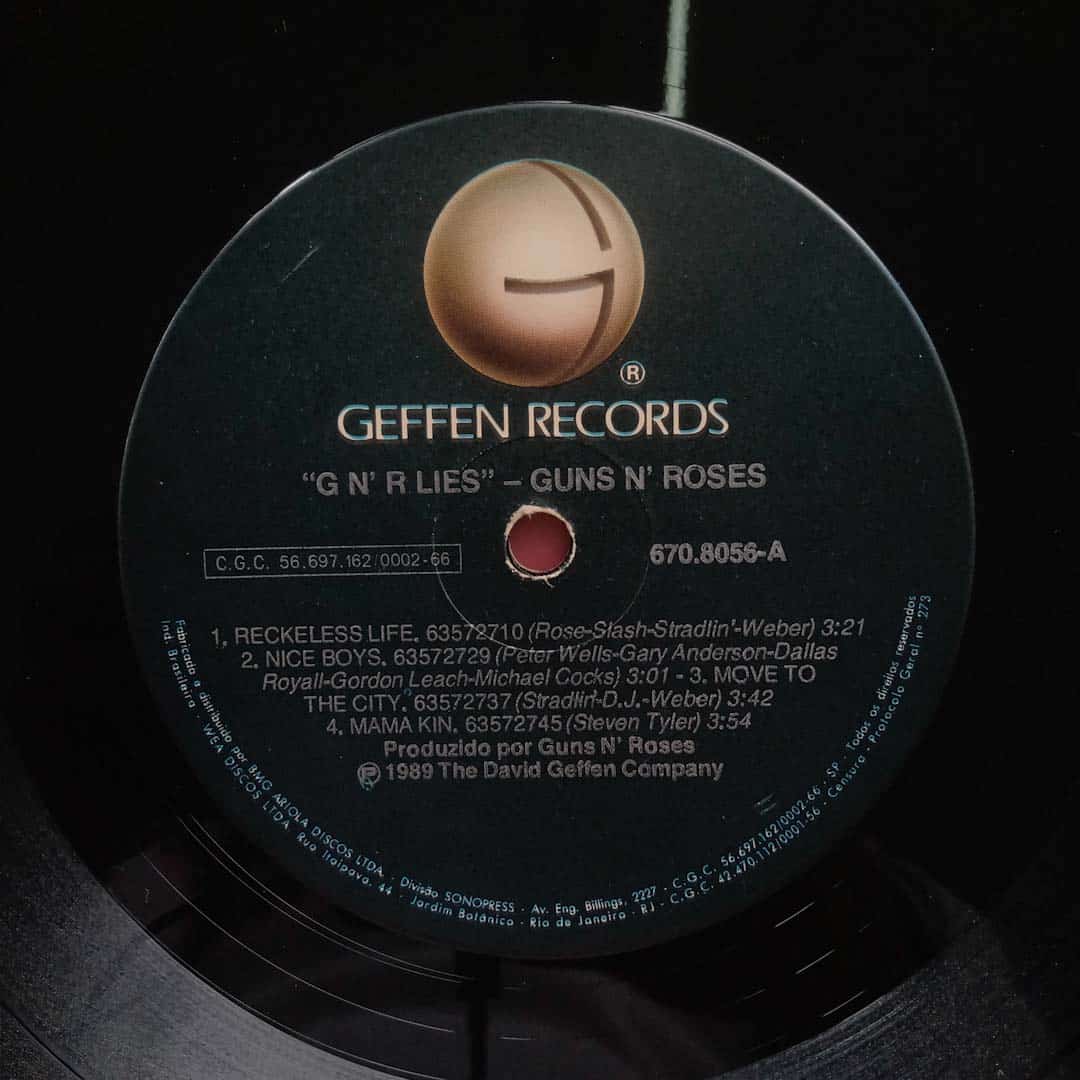 ®
GEFFEN RECORDS
"G N' R LIES" – GUNS N' ROSES
C.G.C. 56.697.162/0002-66
670.8056-A
1. RECKELESS LIFE. 63572710 (Rose-Slash-Stradlin'-Weber) 3:21
2. NICE BOYS. 63572729 (Peter Wells-Gary Anderson-Dallas
Royall-Gordon Leach-Michael Cocks) 3:01 - 3. MOVE TO
THE CITY. 63572737 (Stradlin'-D.J.-Weber) 3:42
4. MAMA KIN. 63572745 (Steven Tyler) 3:54
Produzido por Guns N' Roses
℗ 1989 The David Geffen Company
Fabricado e distribuido por BMG ARIOLA DISCOS LTDA. - Divisão SONOPRESS - Av. Eng. Billings, 2227 - C.G.C. 56.697.162/0002-66 - SP - Todos os direitos reservados
Ind. Brasileira - WEA DISCOS LTDA. Rua Itaipava, 44 - Jardim Botânico - Rio de Janeiro - RJ - C.G.C. 42.470.112/0001-56 - Censura - Protocolo Geral nº 273